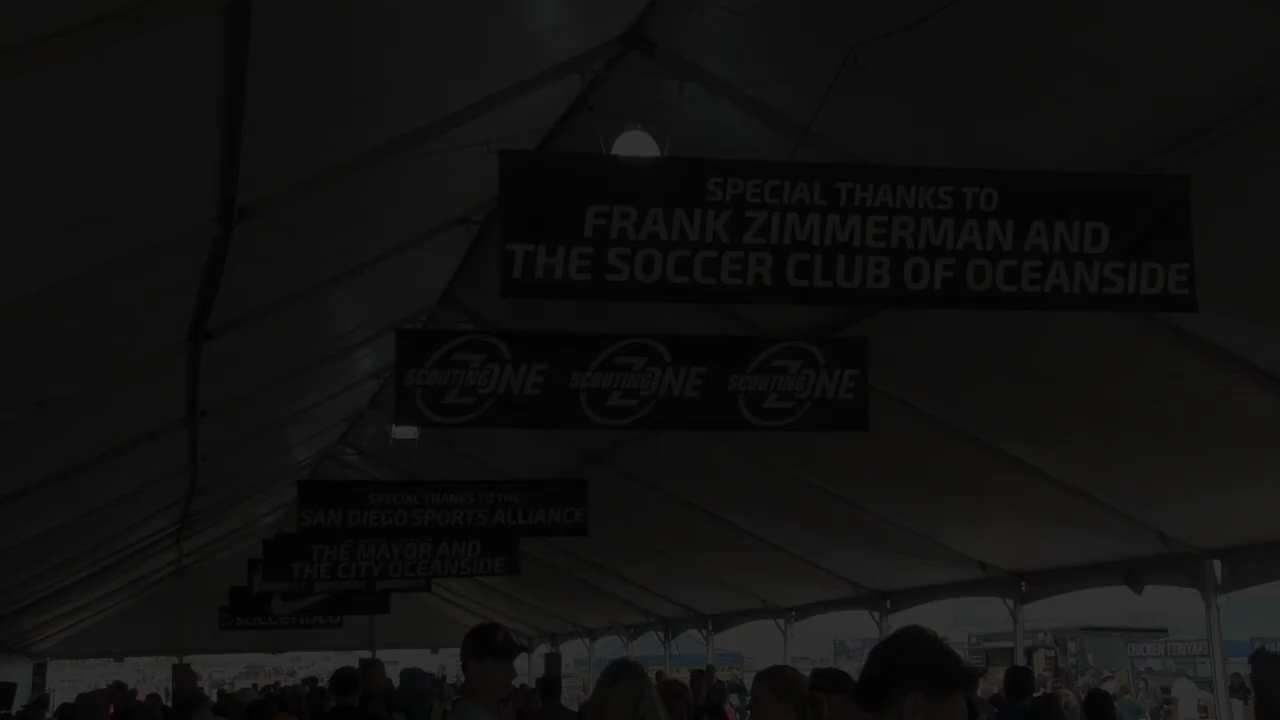 SPECIAL THANKS TO
FRANK ZIMMERMAN AND
THE SOCCER CLUB OF OCEANSIDE
SCOUTING ZONE SCOUTING ZONE SCOUTING ZONE
SPECIAL THANKS TO THE
SAN DIEGO SPORTS ALLIANCE
THE MAYOR AND
THE CITY OCEANSIDE
CHICKEN TERIYAKI